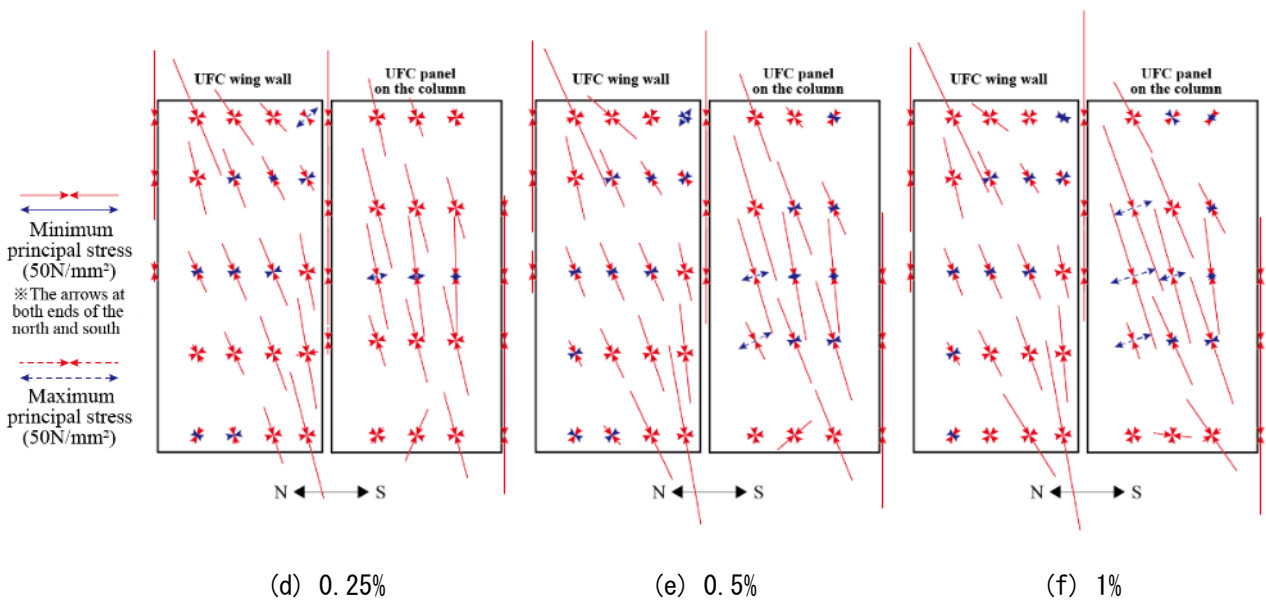 UFC wing wall
UFC panel
on the column
UFC wing wall
UFC panel
on the column
UFC wing wall
UFC panel
on the column
Minimum
principal stress
(50N/mm²)
※The arrows at
both ends of the
north and south
Maximum
principal stress
(50N/mm²)
N S
N S
N S
(d) 0.25%
(e) 0.5%
(f) 1%